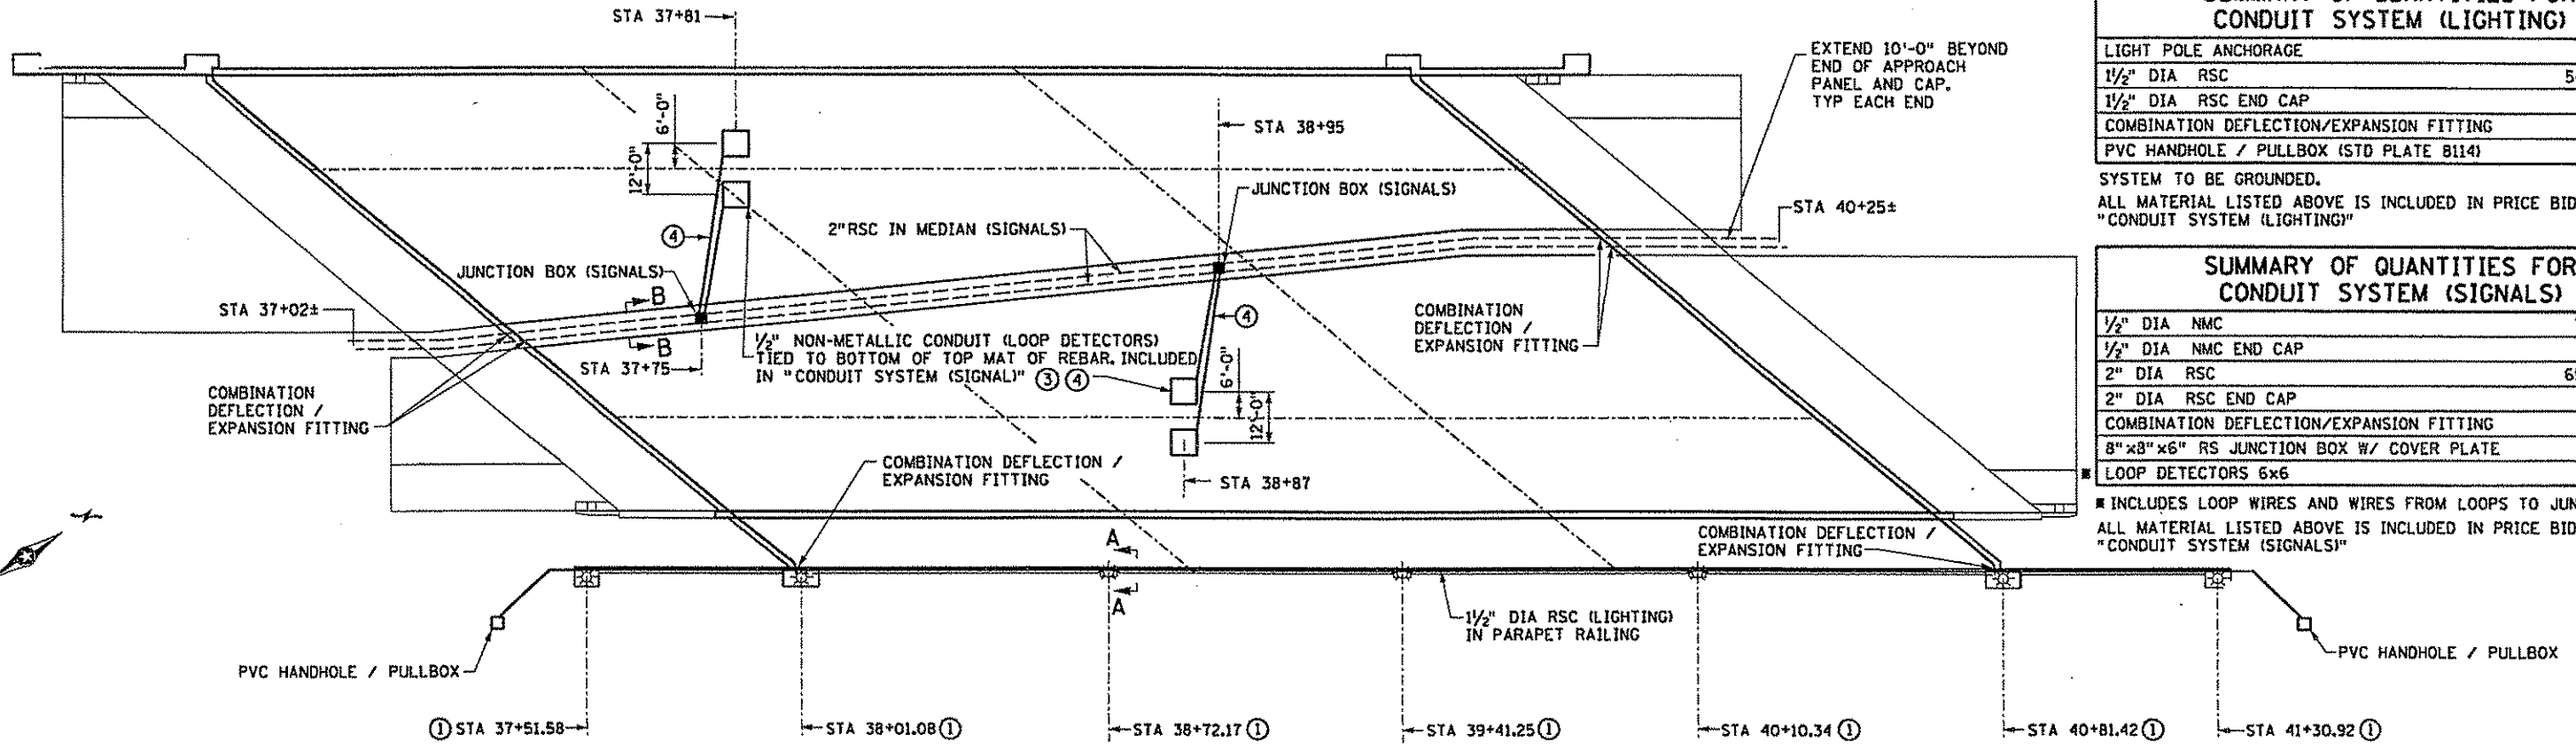 STA 37+81
EXTEND 10'-0" BEYOND
END OF APPROACH
PANEL AND CAP.
TYP EACH END
6'-0"
12'-0"
STA 38+95
JUNCTION BOX (SIGNALS)
STA 40+25±
4
2"RSC IN MEDIAN (SIGNALS)
JUNCTION BOX (SIGNALS)
STA 37+02±
B
B
4
COMBINATION
DEFLECTION /
EXPANSION FITTING
1/2" NON-METALLIC CONDUIT (LOOP DETECTORS)
TIED TO BOTTOM OF TOP MAT OF REBAR. INCLUDED
IN "CONDUIT SYSTEM (SIGNAL)" 3 4
STA 37+75
6'-0"
12'-0"
COMBINATION
DEFLECTION /
EXPANSION FITTING
COMBINATION DEFLECTION /
EXPANSION FITTING
STA 38+87
A
A
COMBINATION DEFLECTION /
EXPANSION FITTING
1 1/2" DIA RSC (LIGHTING)
IN PARAPET RAILING
PVC HANDHOLE / PULLBOX
PVC HANDHOLE / PULLBOX
1 STA 37+51.58
STA 38+01.08 1
STA 38+72.17 1
STA 39+41.25 1
STA 40+10.34 1
STA 40+81.42 1
STA 41+30.92 1
CONDUIT SYSTEM (LIGHTING)
LIGHT POLE ANCHORAGE
1 1/2" DIA RSC 5
1 1/2" DIA RSC END CAP
COMBINATION DEFLECTION/EXPANSION FITTING
PVC HANDHOLE / PULLBOX (STD PLATE 8114)
SYSTEM TO BE GROUNDED.
ALL MATERIAL LISTED ABOVE IS INCLUDED IN PRICE BID
"CONDUIT SYSTEM (LIGHTING)"
SUMMARY OF QUANTITIES FOR
CONDUIT SYSTEM (SIGNALS)
1/2" DIA NMC
1/2" DIA NMC END CAP
2" DIA RSC 6
2" DIA RSC END CAP
COMBINATION DEFLECTION/EXPANSION FITTING
8"x8"x6" RS JUNCTION BOX W/ COVER PLATE
LOOP DETECTORS 6x6
INCLUDES LOOP WIRES AND WIRES FROM LOOPS TO JUN
ALL MATERIAL LISTED ABOVE IS INCLUDED IN PRICE BID
"CONDUIT SYSTEM (SIGNALS)"